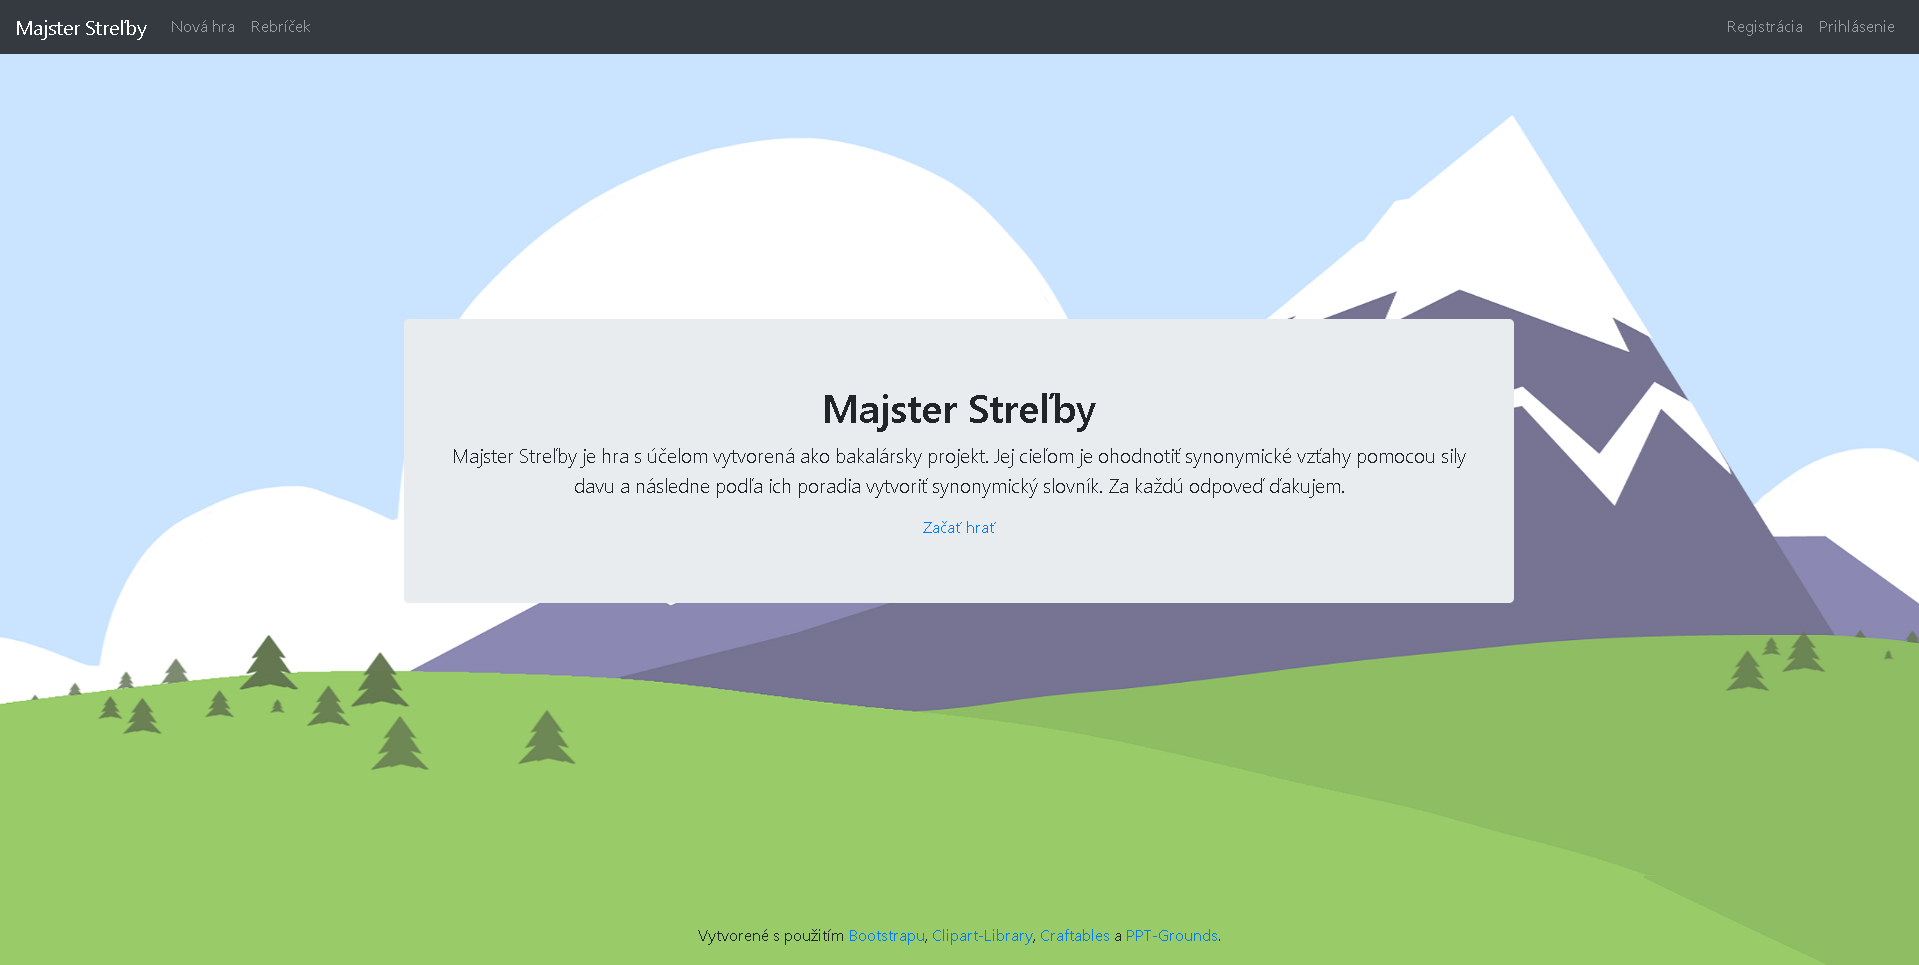 Majster Streľby Nová hra Rebríček Registrácia Prihlásenie
Majster Streľby
Majster Streľby je hra s účelom vytvorená ako bakalársky projekt. Jej cieľom je ohodnotiť synonymické vzťahy pomocou sily
davu a následne podľa ich poradia vytvoriť synonymický slovník. Za každú odpoveď ďakujem.
Začať hrať
Vytvorené s použitím Bootstrapu, Clipart-Library, Craftables a PPT-Grounds.